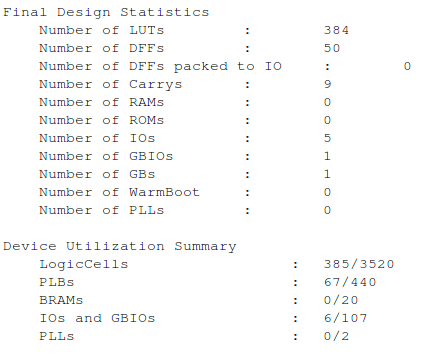 Final Design Statistics
Number of LUTs : 384
Number of DFFs : 50
Number of DFFs packed to IO : 0
Number of Carrys : 9
Number of RAMs : 0
Number of ROMs : 0
Number of IOs : 5
Number of GBIOs : 1
Number of GBs : 1
Number of WarmBoot : 0
Number of PLLs : 0
Device Utilization Summary
LogicCells : 385/3520
PLBs : 67/440
BRAMs : 0/20
IOs and GBIOs : 6/107
PLLs : 0/2